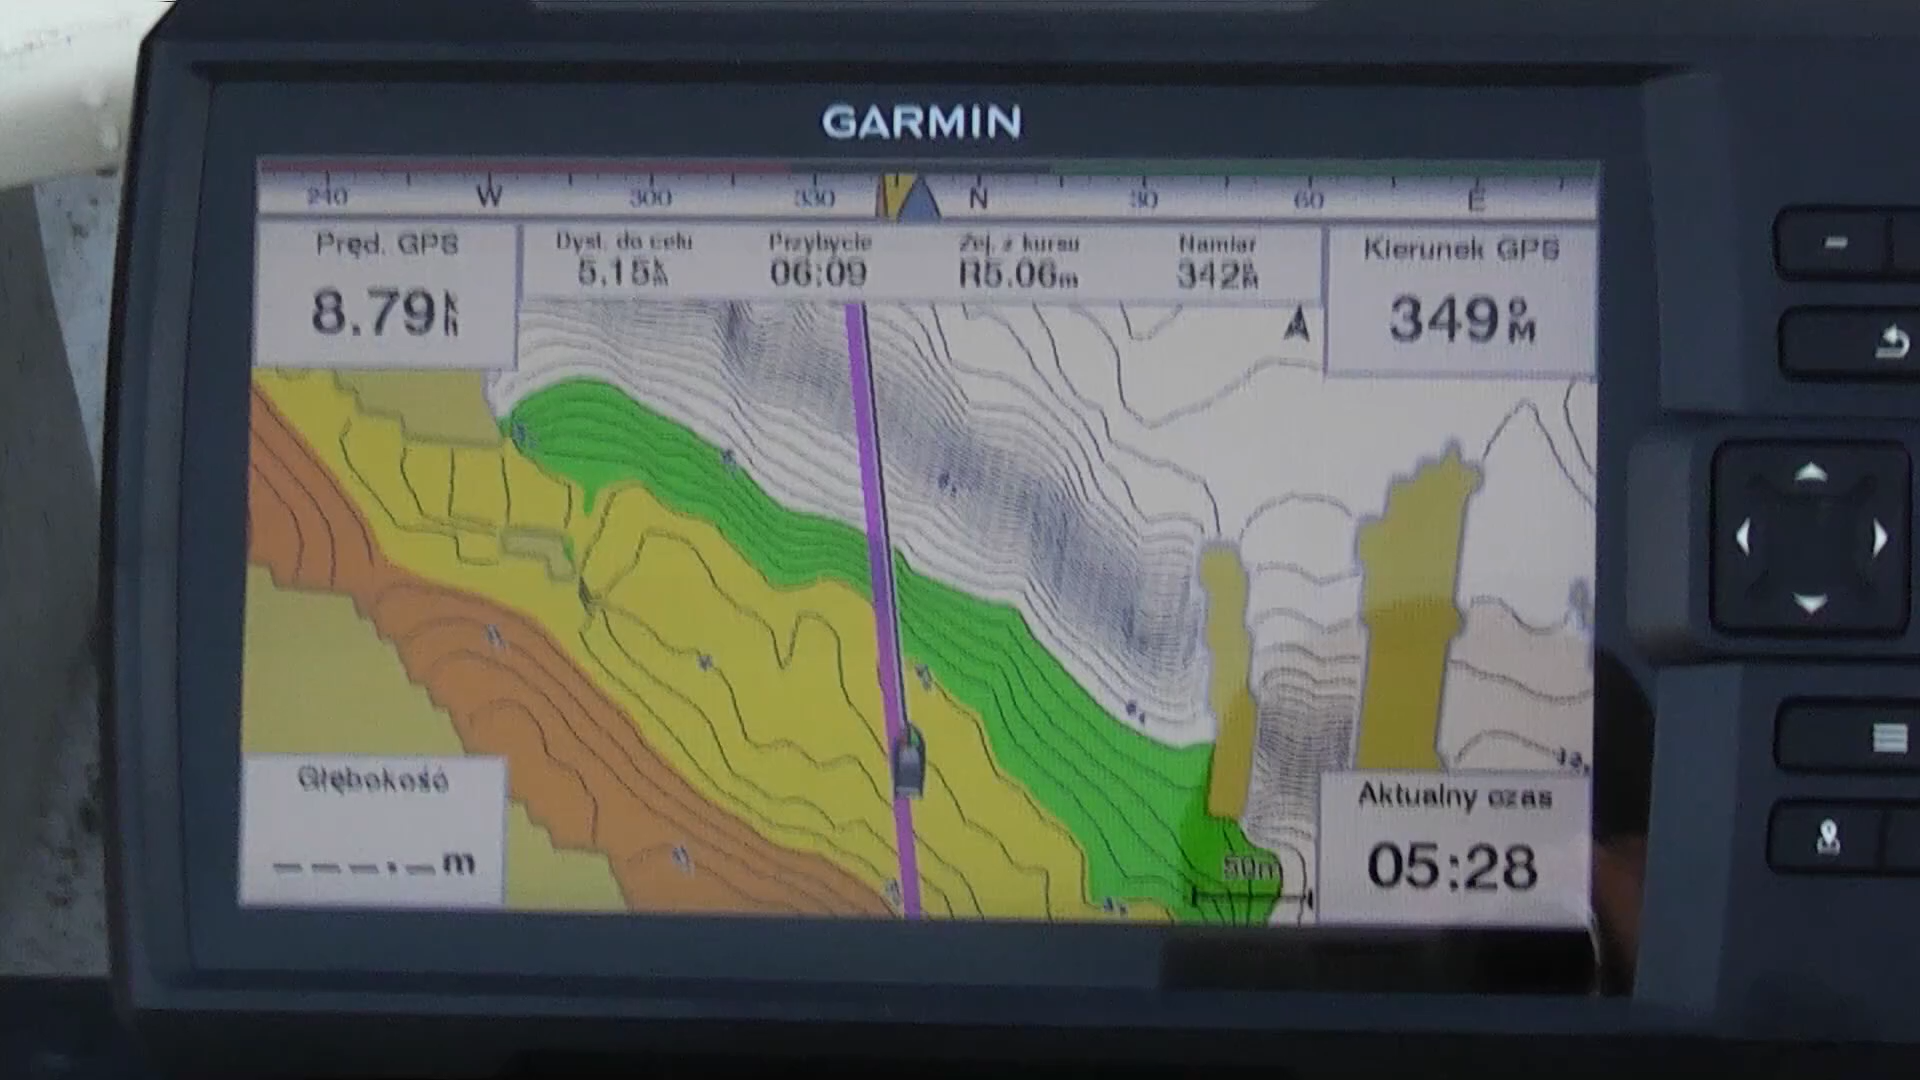 GARMIN
240 W 300 330 N 30 60 E
Pręd. GPS
8.79 k/h
Dyst. do celu
5.15 km
Przybycie
06:09
Zej. z kursu
R5.06m
Namiar
342°M
Kierunek GPS
349°M
Głębokość
----.-m
50m
Aktualny czas
05:28